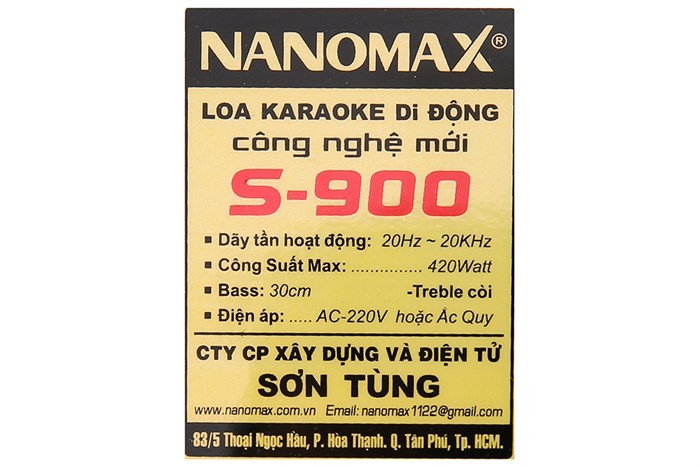 NANOMAX®
LOA KARAOKE Di ĐỘNG
công nghệ mới
S-900
▪ Dãy tần hoạt động: 20Hz ~ 20KHz
▪ Công Suất Max: ............... 420Watt
▪ Bass: 30cm -Treble còi
▪ Điện áp: ..... AC-220V hoặc Ắc Quy
CTY CP XÂY DỰNG VÀ ĐIỆN TỬ
SƠN TÙNG
www.nanomax.com.vn Email: nanomax1122@gmail.com
83/5 Thoại Ngọc Hầu, P. Hòa Thạnh. Q. Tân Phú, Tp. HCM.